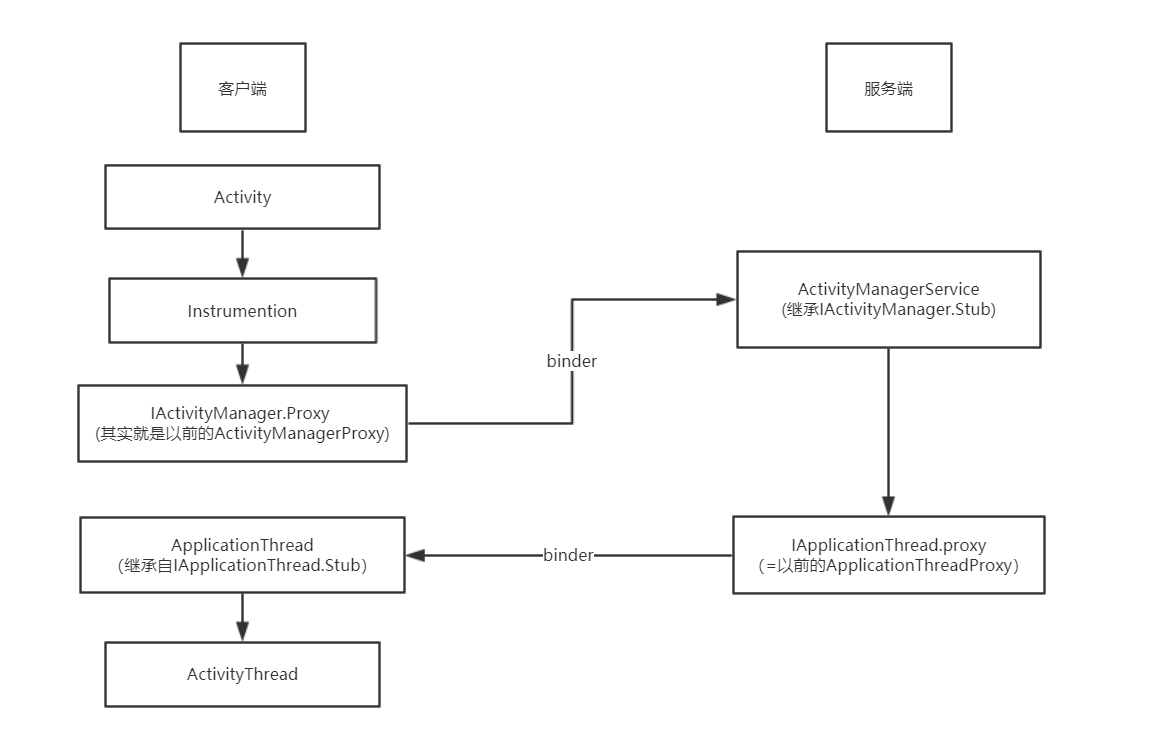 客户端
服务端
Activity
Instrumention
IActivityManager.Proxy
(其实就是以前的ActivityManagerProxy)
binder
ActivityManagerService
(继承IActivityManager.Stub)
IApplicationThread.proxy
（=以前的ApplicationThreadProxy）
binder
ApplicationThread
（继承自IApplicationThread.Stub）
ActivityThread